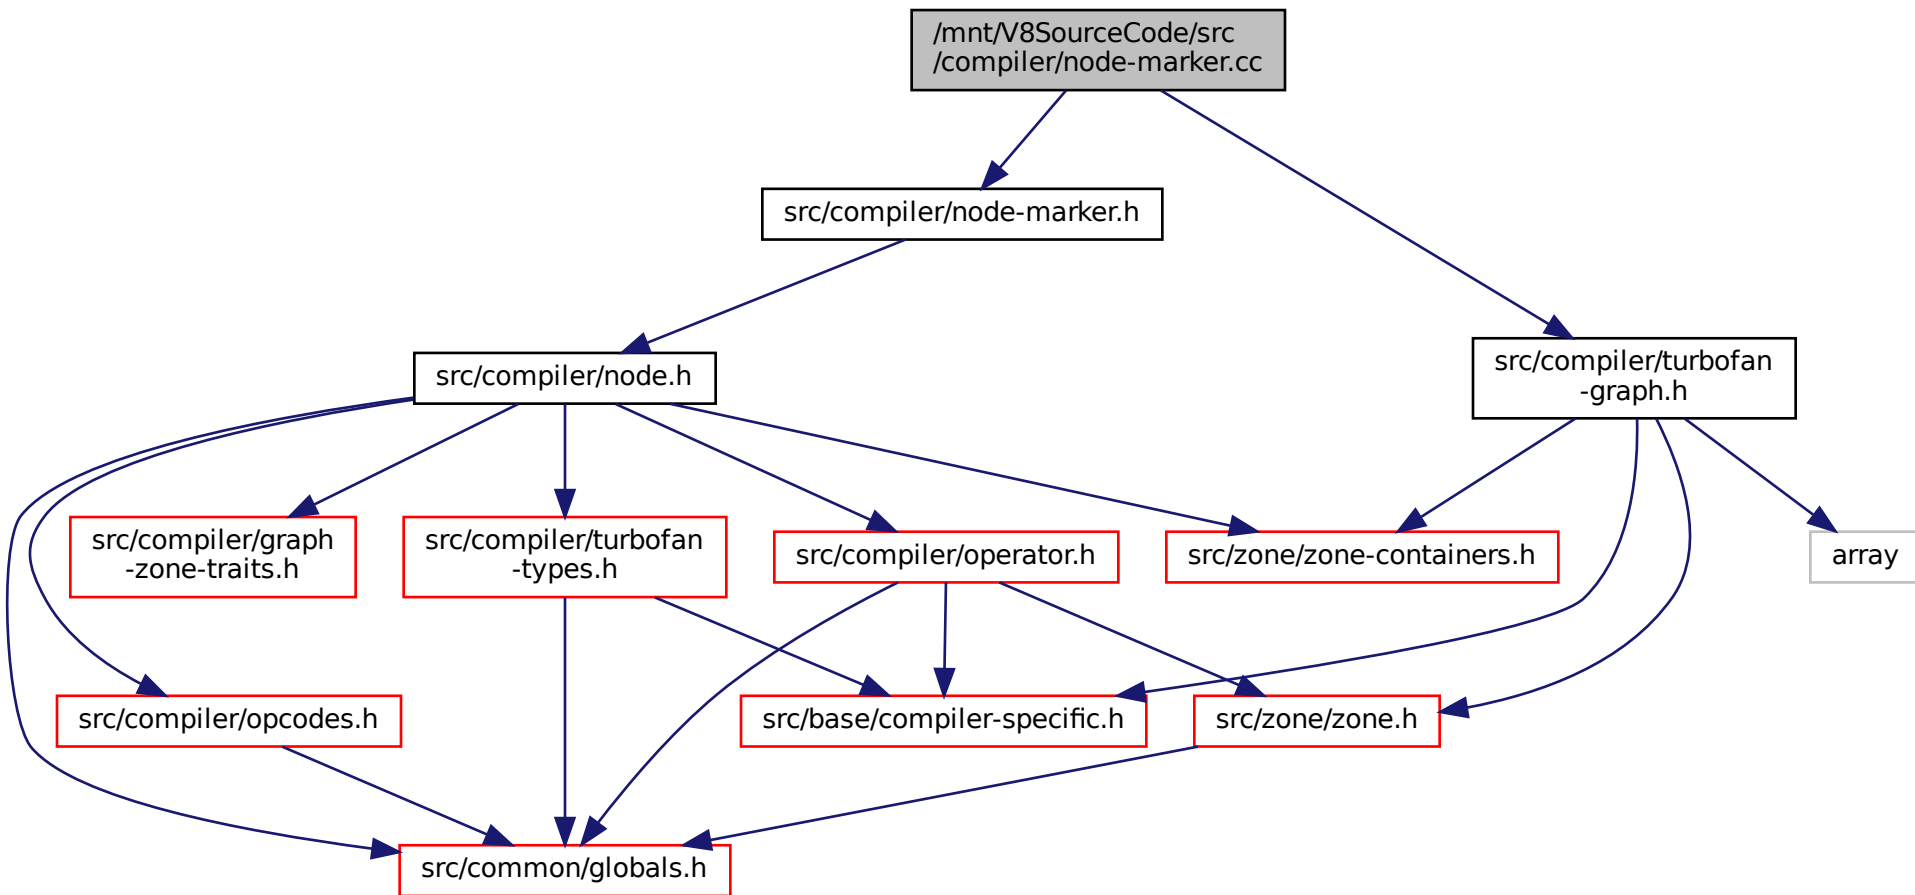 /mnt/V8SourceCode/src
/compiler/node-marker.cc
src/compiler/node-marker.h
src/compiler/node.h
src/compiler/turbofan
-graph.h
src/compiler/graph
-zone-traits.h
src/compiler/turbofan
-types.h
src/compiler/operator.h
src/zone/zone-containers.h
array
src/compiler/opcodes.h
src/base/compiler-specific.h
src/zone/zone.h
src/common/globals.h